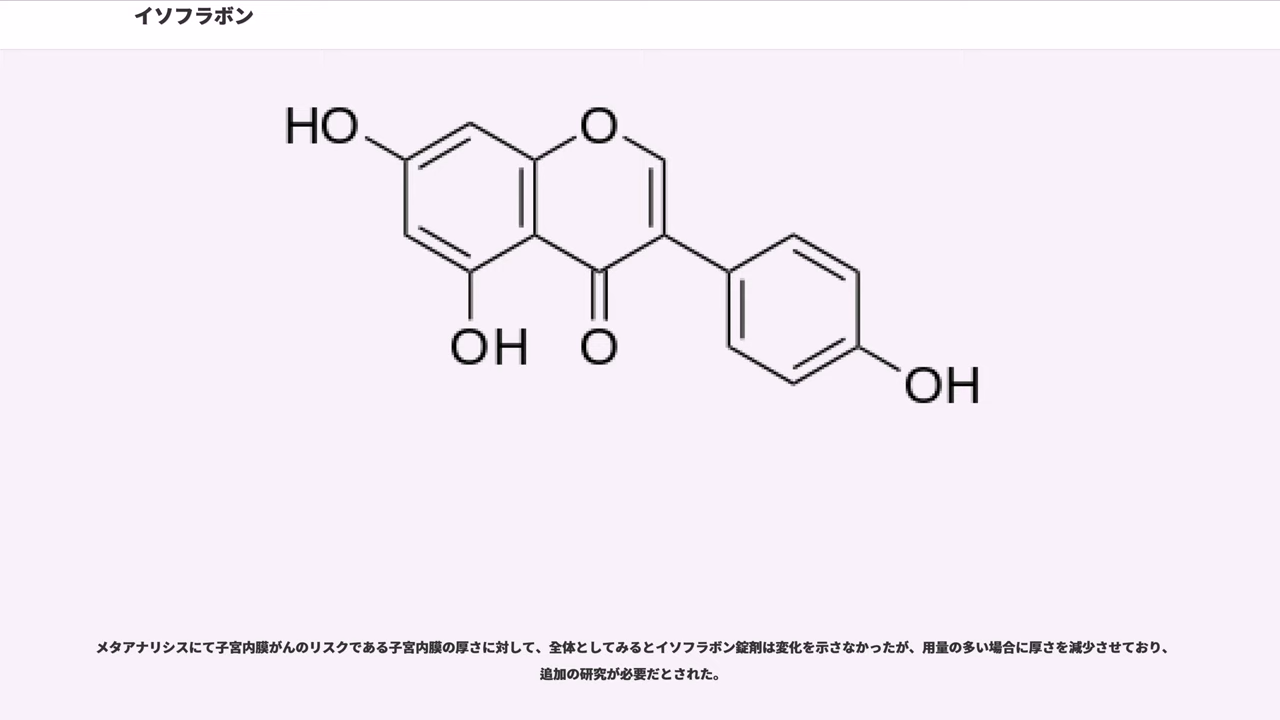 イソフラボン
HO
O
OH
O
OH
メタアナリシスにて子宮内膜がんのリスクである子宮内膜の厚さに対して、全体としてみるとイソフラボン錠剤は変化を示さなかったが、用量の多い場合に厚さを減少させており、
追加の研究が必要だとされた。